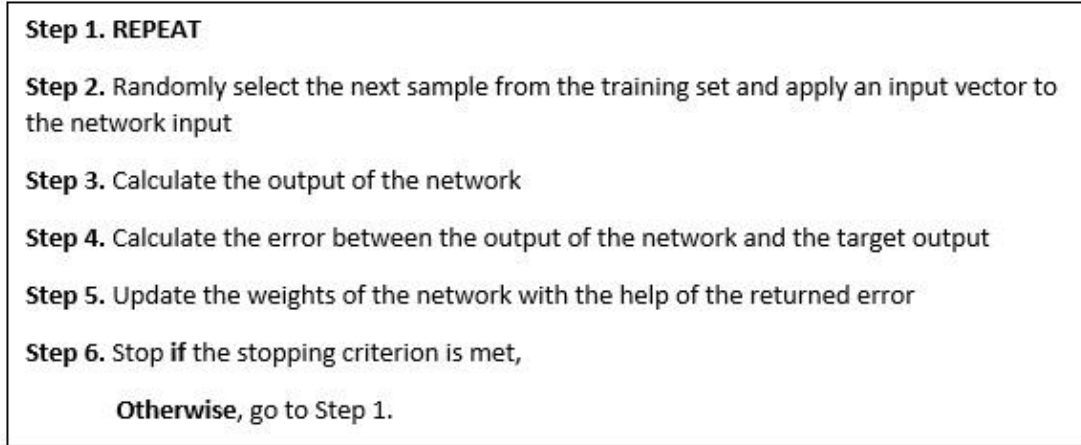 Step 1. REPEAT
Step 2. Randomly select the next sample from the training set and apply an input vector to
the network input
Step 3. Calculate the output of the network
Step 4. Calculate the error between the output of the network and the target output
Step 5. Update the weights of the network with the help of the returned error
Step 6. Stop if the stopping criterion is met,
Otherwise, go to Step 1.